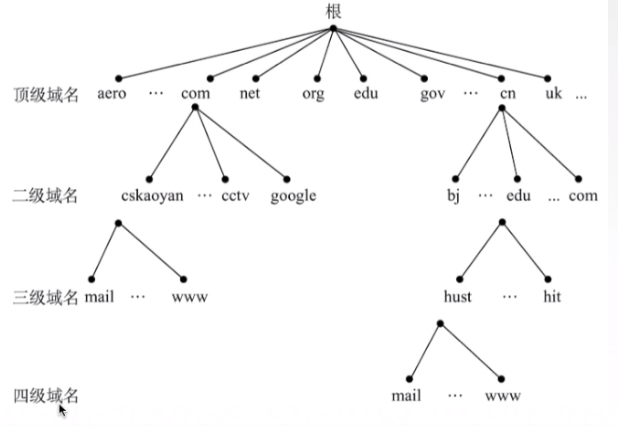 根
顶级域名 aero ··· com net org edu gov ··· cn uk ...
二级域名 cskaoyan ··· cctv google bj ··· edu ... com
三级域名 mail ··· www hust ··· hit
四级域名 mail ··· www